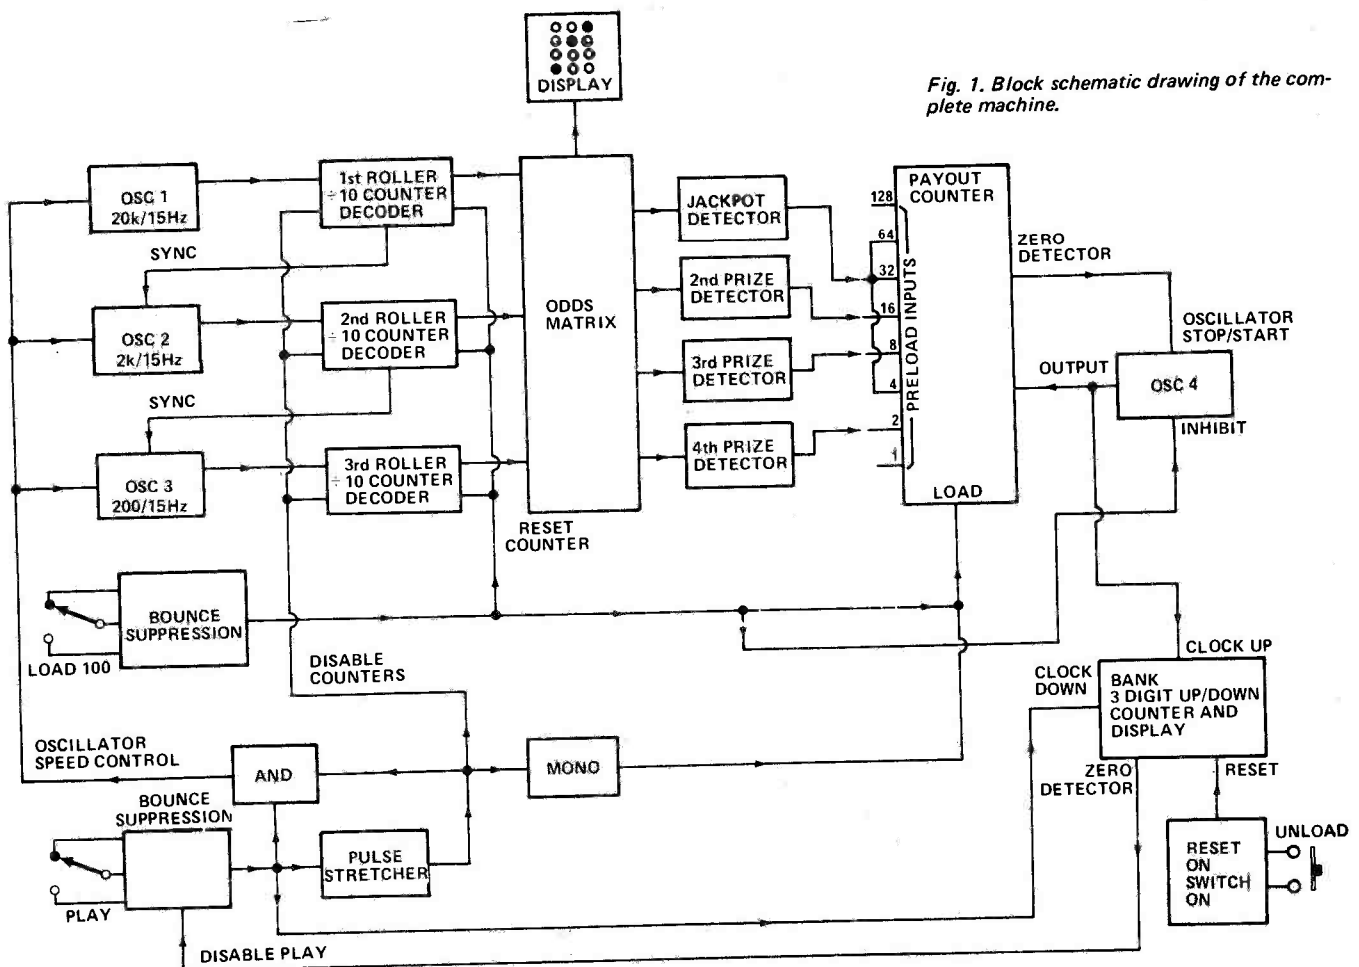 DISPLAY
Fig. 1. Block schematic drawing of the com-
plete machine.
OSC 1
20k/15Hz
1st ROLLER
÷10 COUNTER
DECODER
SYNC
OSC 2
2k/15Hz
2nd ROLLER
÷10 COUNTER
DECODER
SYNC
OSC 3
200/15Hz
3rd ROLLER
÷10 COUNTER
DECODER
ODDS
MATRIX
RESET
COUNTER
JACKPOT
DETECTOR
2nd PRIZE
DETECTOR
3rd PRIZE
DETECTOR
4th PRIZE
DETECTOR
PAYOUT
COUNTER
128
64
32
16
8
4
2
1
PRELOAD INPUTS
LOAD
ZERO
DETECTOR
OSCILLATOR
STOP/START
OUTPUT
OSC 4
INHIBIT
BOUNCE
SUPPRESSION
LOAD 100
DISABLE
COUNTERS
CLOCK UP
CLOCK
DOWN
BANK
3 DIGIT UP/DOWN
COUNTER AND
DISPLAY
OSCILLATOR
SPEED CONTROL
AND
MONO
ZERO
DETECTOR
RESET
BOUNCE
SUPPRESSION
PULSE
STRETCHER
PLAY
DISABLE PLAY
RESET
ON
SWITCH
ON
UNLOAD